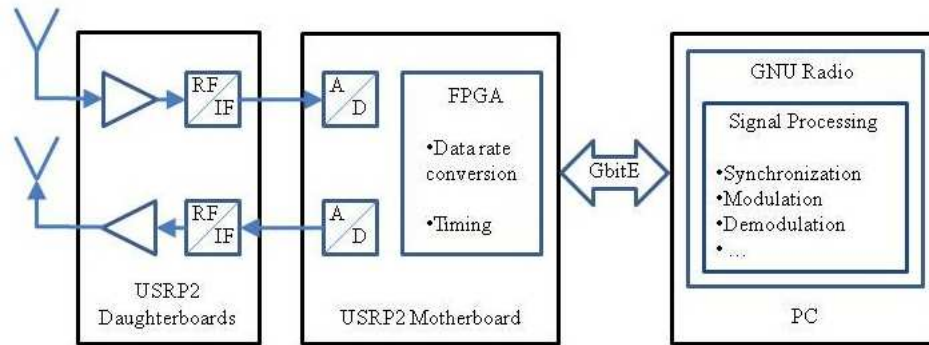 RF
IF
A
D
FPGA
•Data rate
conversion
•Timing
RF
IF
A
D
USRP2
Daughterboards
USRP2 Motherboard
GbitE
GNU Radio
Signal Processing
•Synchronization
•Modulation
•Demodulation
•...
PC